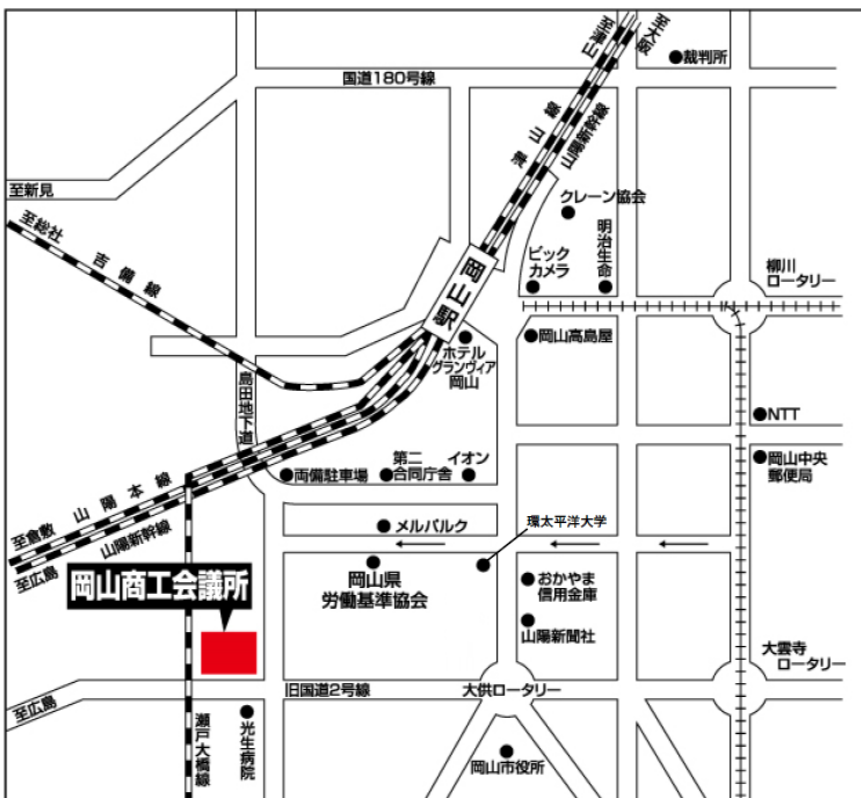 至大阪
至津山
裁判所
国道180号線
津山線
山陽新幹線
至新見
クレーン協会
至総社
吉備線
ビック
カメラ
明治生命
柳川
ロータリー
岡山駅
岡山高島屋
ホテル
グランヴィア
岡山
島田地下道
NTT
両備駐車場
第二
合同庁舎
イオン
岡山中央
郵便局
至倉敷
山陽本線
山陽新幹線
至広島
メルパルク
環太平洋大学
岡山商工会議所
岡山県
労働基準協会
おかやま
信用金庫
山陽新聞社
大雲寺
ロータリー
旧国道2号線
大供ロータリー
至広島
瀬戸大橋線
光生病院
岡山市役所